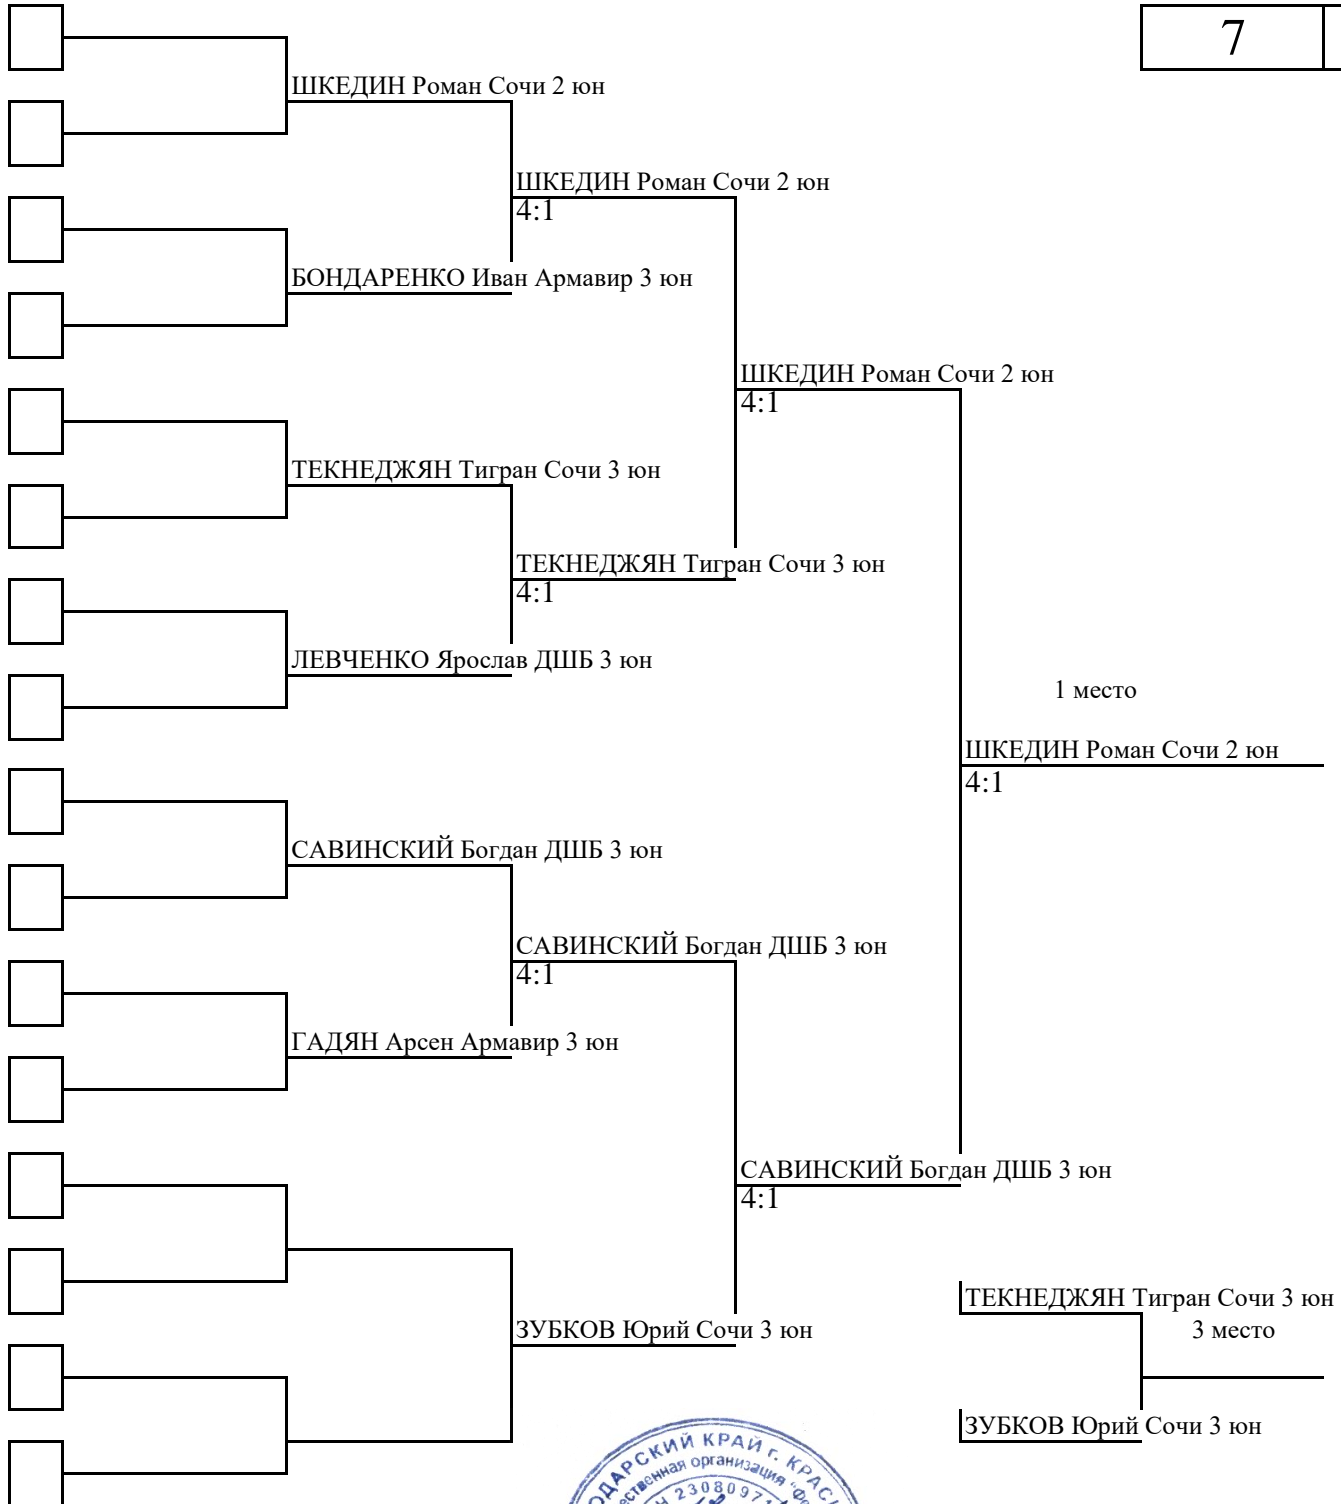 7
ШКЕДИН Роман Сочи 2 юн
ШКЕДИН Роман Сочи 2 юн
4:1
БОНДАРЕНКО Иван Армавир 3 юн
ШКЕДИН Роман Сочи 2 юн
4:1
ТЕКНЕДЖЯН Тигран Сочи 3 юн
ТЕКНЕДЖЯН Тигран Сочи 3 юн
4:1
ЛЕВЧЕНКО Ярослав ДШБ 3 юн
1 место
ШКЕДИН Роман Сочи 2 юн
4:1
САВИНСКИЙ Богдан ДШБ 3 юн
САВИНСКИЙ Богдан ДШБ 3 юн
4:1
ГАДЯН Арсен Армавир 3 юн
САВИНСКИЙ Богдан ДШБ 3 юн
4:1
ТЕКНЕДЖЯН Тигран Сочи 3 юн
3 место
ЗУБКОВ Юрий Сочи 3 юн
ЗУБКОВ Юрий Сочи 3 юн
КРАЙ г.
организация